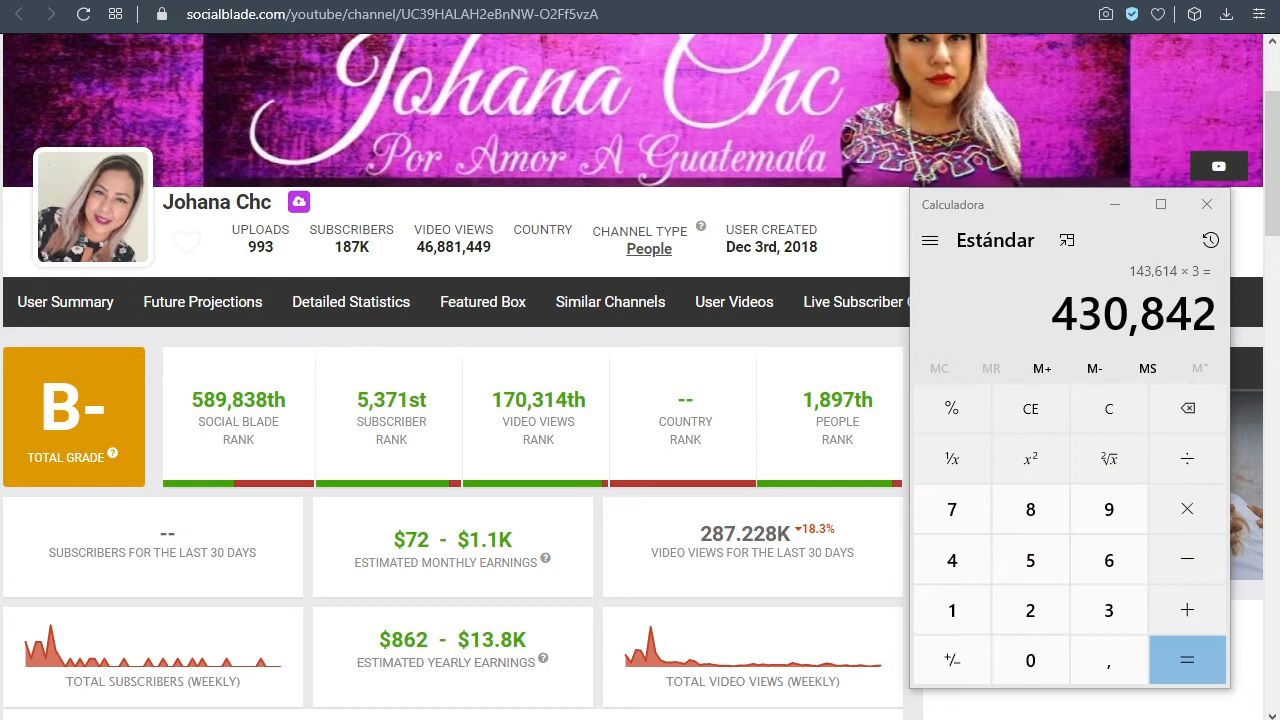 socialblade.com/youtube/channel/UC39HALAH2eBnNW-O2Ff5vzA
Johana Chc
Por Amor A Guatemala
Johana Chc
UPLOADS
993
SUBSCRIBERS
187K
VIDEO VIEWS
46,881,449
COUNTRY
CHANNEL TYPE ?
People
USER CREATED
Dec 3rd, 2018
User Summary Future Projections Detailed Statistics Featured Box Similar Channels User Videos Live Subscriber
B-
TOTAL GRADE ?
589,838th
SOCIAL BLADE
RANK
5,371st
SUBSCRIBER
RANK
170,314th
VIDEO VIEWS
RANK
--
COUNTRY
RANK
1,897th
PEOPLE
RANK
--
SUBSCRIBERS FOR THE LAST 30 DAYS
$72 - $1.1K
ESTIMATED MONTHLY EARNINGS ?
287.228K 18.3%
VIDEO VIEWS FOR THE LAST 30 DAYS
TOTAL SUBSCRIBERS (WEEKLY)
$862 - $13.8K
ESTIMATED YEARLY EARNINGS ?
TOTAL VIDEO VIEWS (WEEKLY)
Calculadora
Estándar
143,614 × 3 =
430,842
MC MR M+ M- MS M˅
% CE C
¹/x x² ²√x ÷
7 8 9 ×
4 5 6 −
1 2 3 +
+/− 0 , =